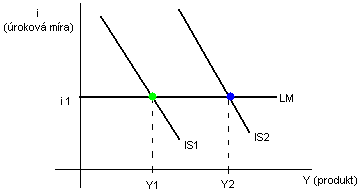 i
(úroková míra)
i 1
LM
IS1
IS2
Y1
Y2
Y (produkt)